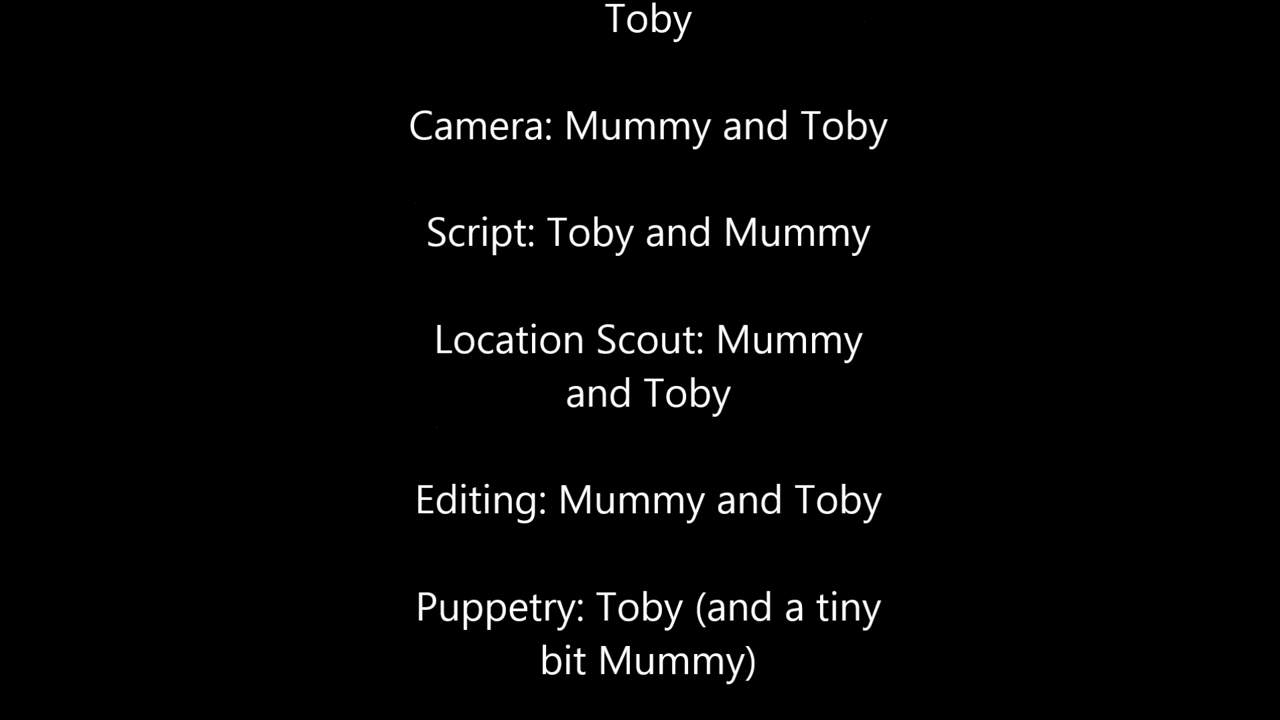 Toby
Camera: Mummy and Toby
Script: Toby and Mummy
Location Scout: Mummy
and Toby
Editing: Mummy and Toby
Puppetry: Toby (and a tiny
bit Mummy)